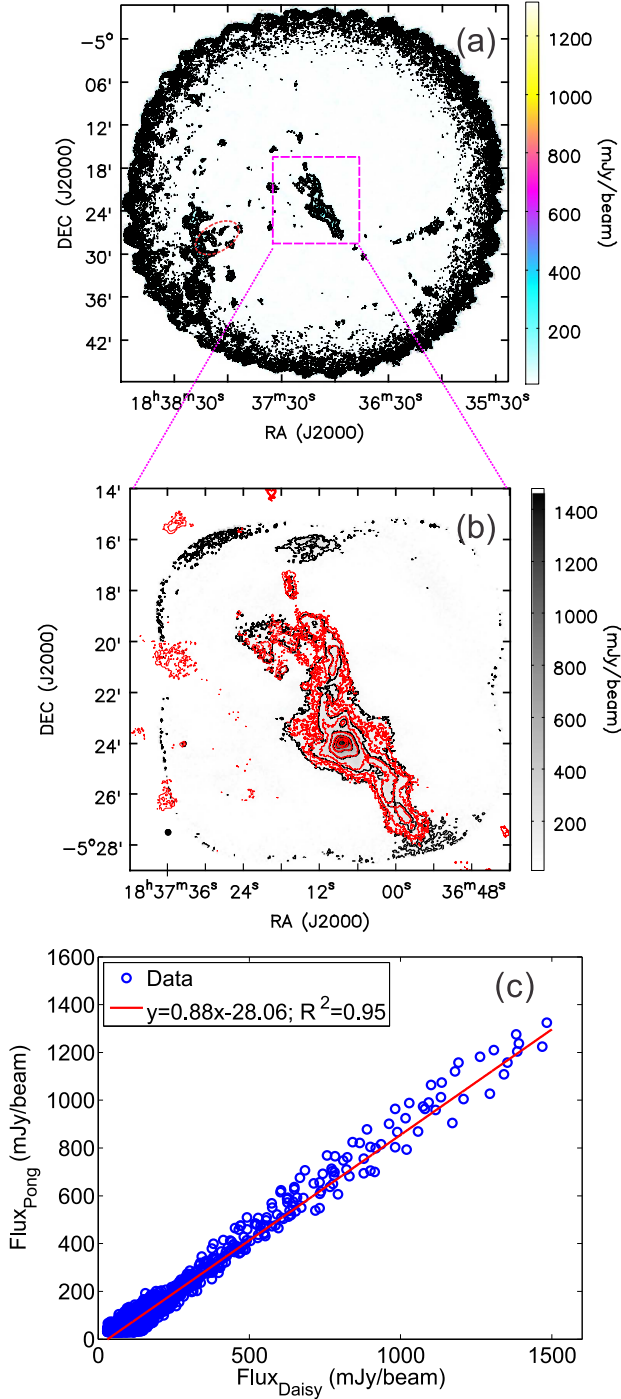 (a)
−5°
06'
12'
18'
24'
30'
36'
42'
DEC (J2000)
18ʰ38ᵐ30ˢ
37ᵐ30ˢ
36ᵐ30ˢ
35ᵐ30ˢ
RA (J2000)
1200
1000
800
600
400
200
(mJy/beam)
(b)
14'
16'
18'
20'
22'
24'
26'
−5°28'
DEC (J2000)
18ʰ37ᵐ36ˢ
24ˢ
12ˢ
00ˢ
36ᵐ48ˢ
RA (J2000)
1400
1200
1000
800
600
400
200
(mJy/beam)
(c)
Data
y=0.88x-28.06; R²=0.95
1600
1400
1200
1000
800
600
400
200
0
Flux_Pong (mJy/beam)
0
500
1000
1500
Flux_Daisy (mJy/beam)